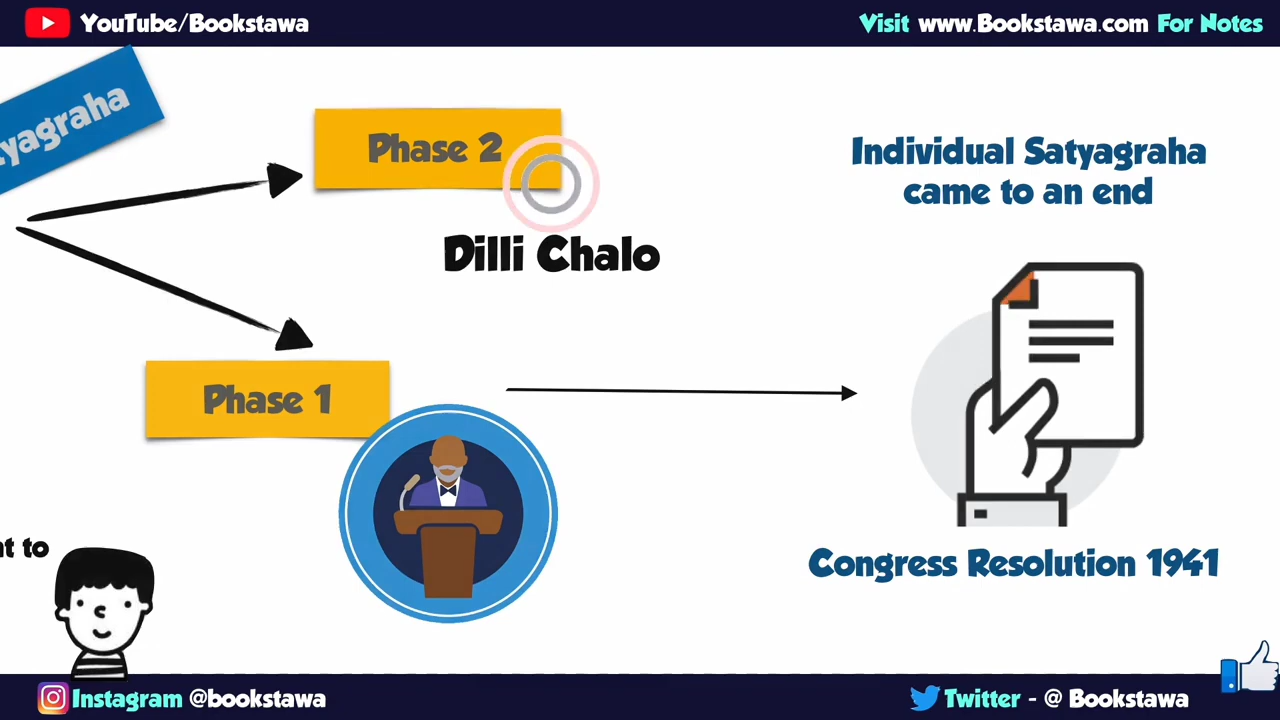 YouTube/Bookstawa
Visit www.Bookstawa.com For Notes
Phase 2
Individual Satyagraha
came to an end
Dilli Chalo
Phase 1
Congress Resolution 1941
to
Instagram @bookstawa
Twitter - @ Bookstawa